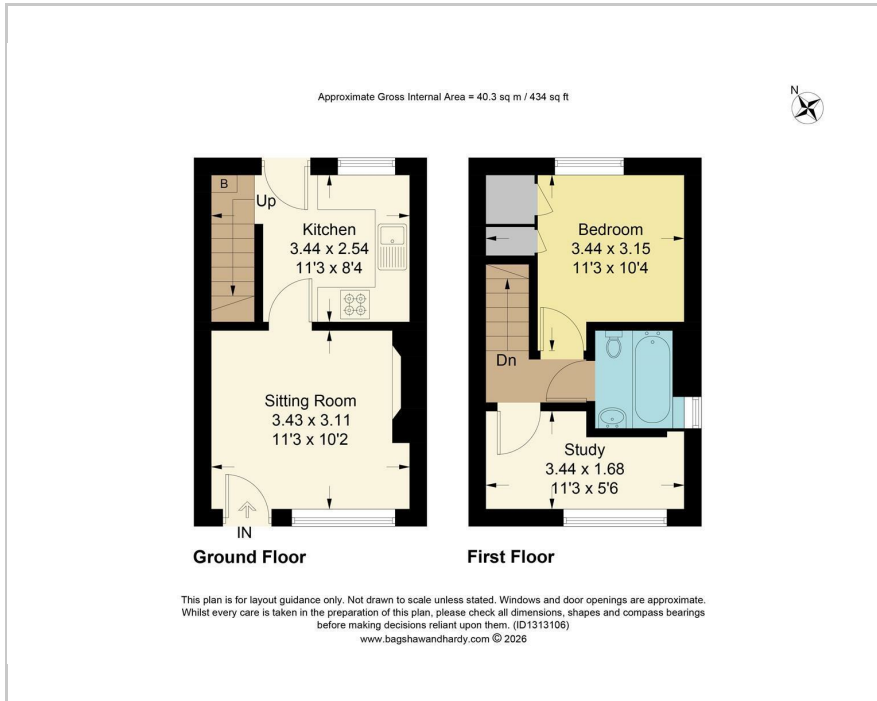 Approximate Gross Internal Area = 40.3 sq m / 434 sq ft
N
B
Up
Kitchen
3.44 x 2.54
11'3 x 8'4
Sitting Room
3.43 x 3.11
11'3 x 10'2
IN
Ground Floor
Bedroom
3.44 x 3.15
11'3 x 10'4
Dn
Study
3.44 x 1.68
11'3 x 5'6
First Floor
This plan is for layout guidance only. Not drawn to scale unless stated. Windows and door openings are approximate.
Whilst every care is taken in the preparation of this plan, please check all dimensions, shapes and compass bearings
before making decisions reliant upon them. (ID1313106)
www.bagshawandhardy.com © 2026